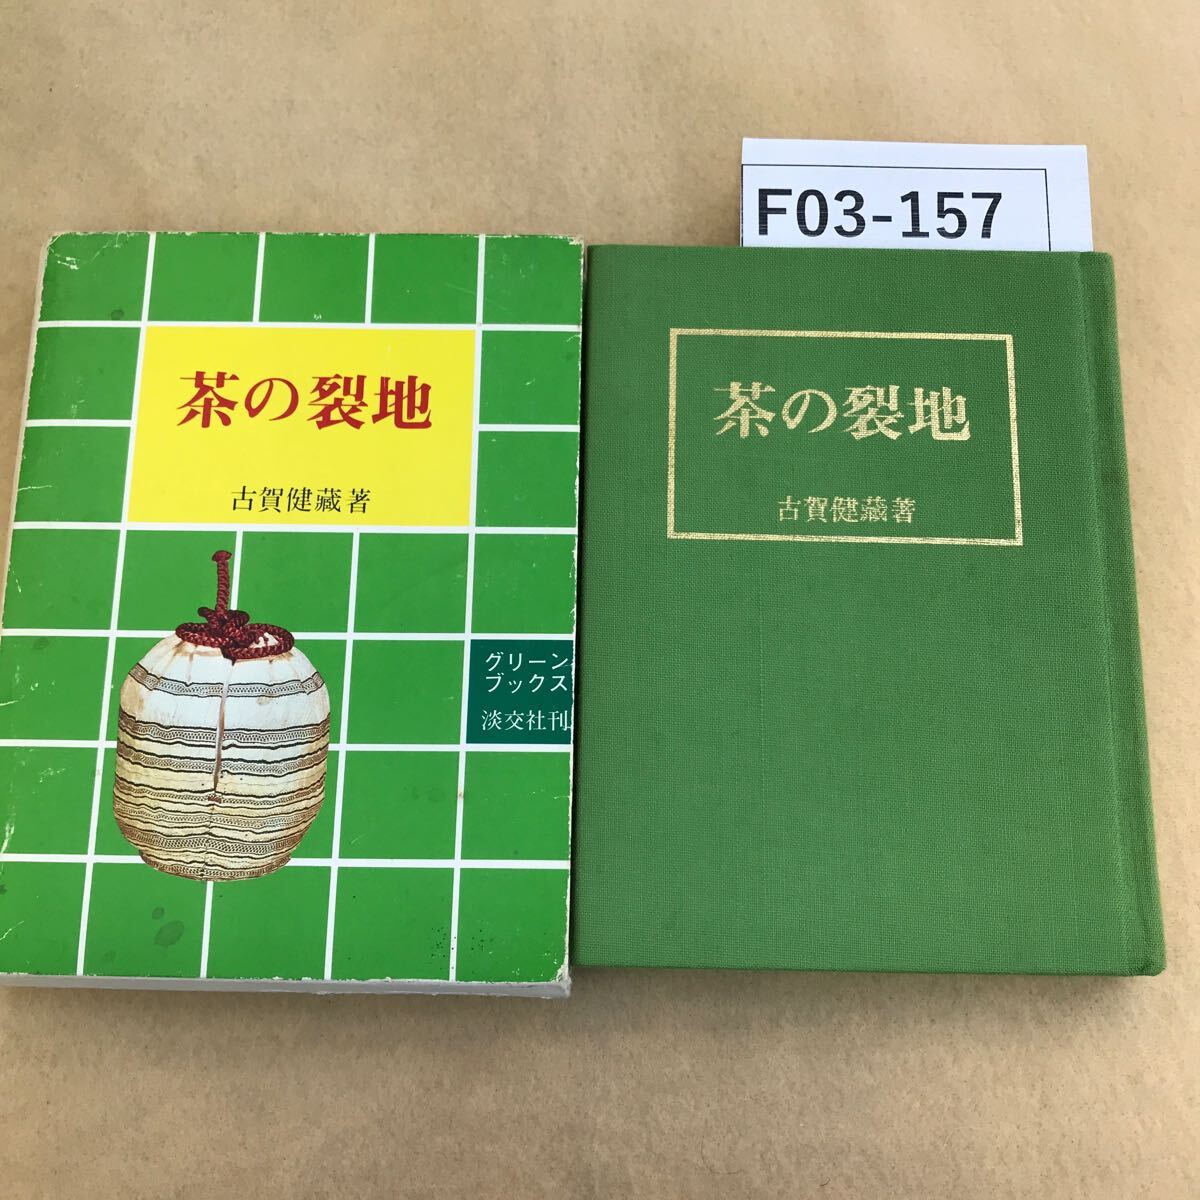 F03-157
茶の裂地
古賀健藏著
グリーン
ブックス
淡交社刊
茶の裂地
古賀健藏著